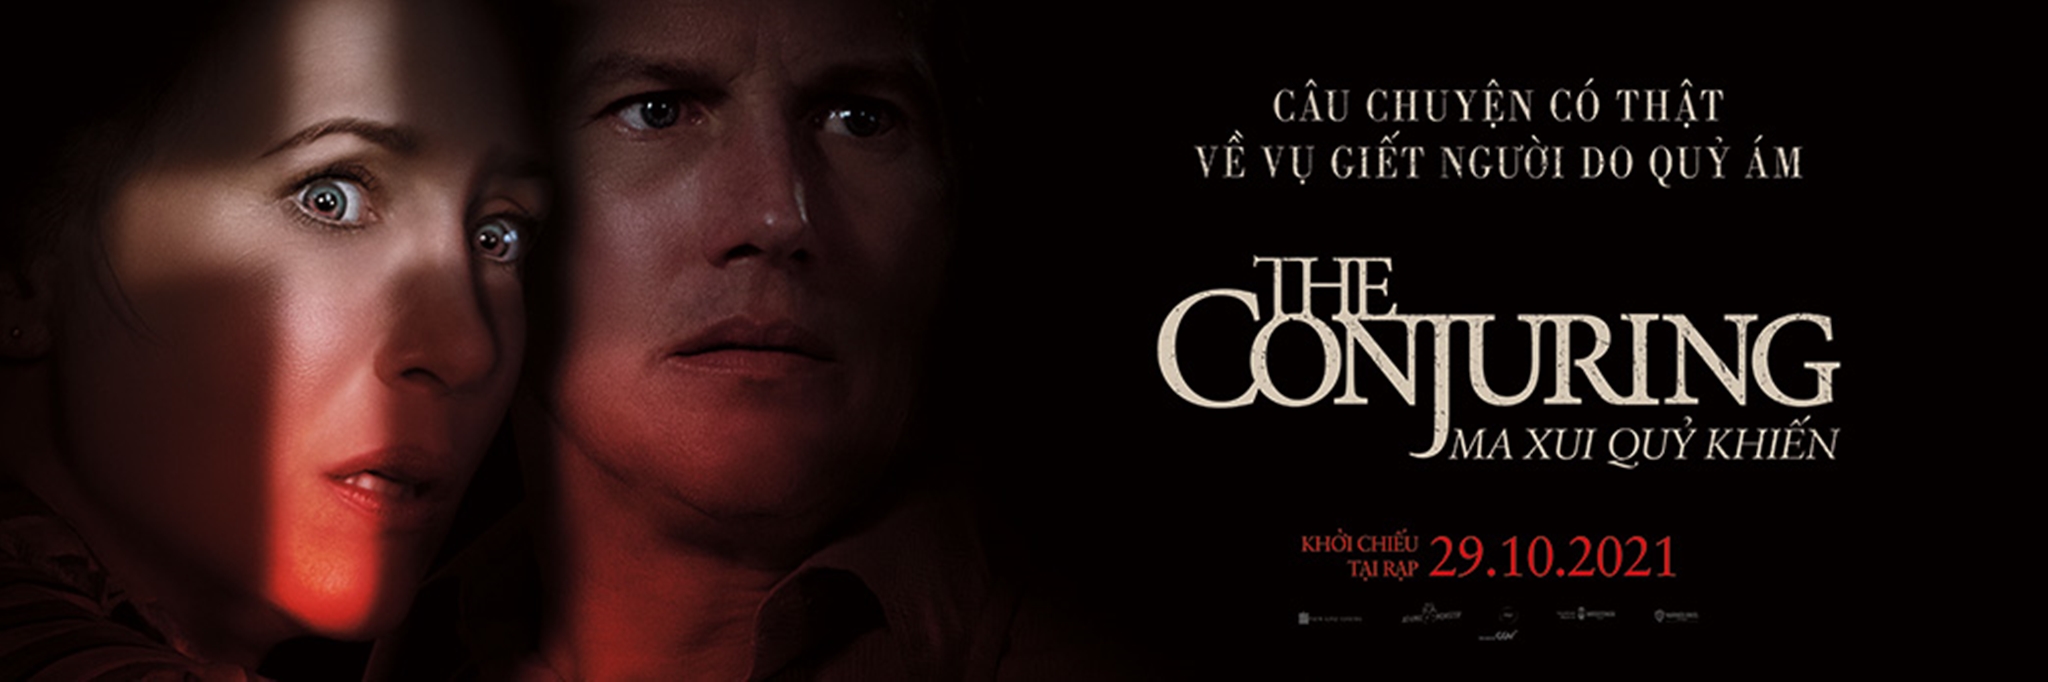 CÂU CHUYỆN CÓ THẬT
VỀ VỤ GIẾT NGƯỜI DO QUỶ ÁM
THE
CONJURING
MA XUI QUỶ KHIẾN
KHỞI CHIẾU
TẠI RẠP 29.10.2021